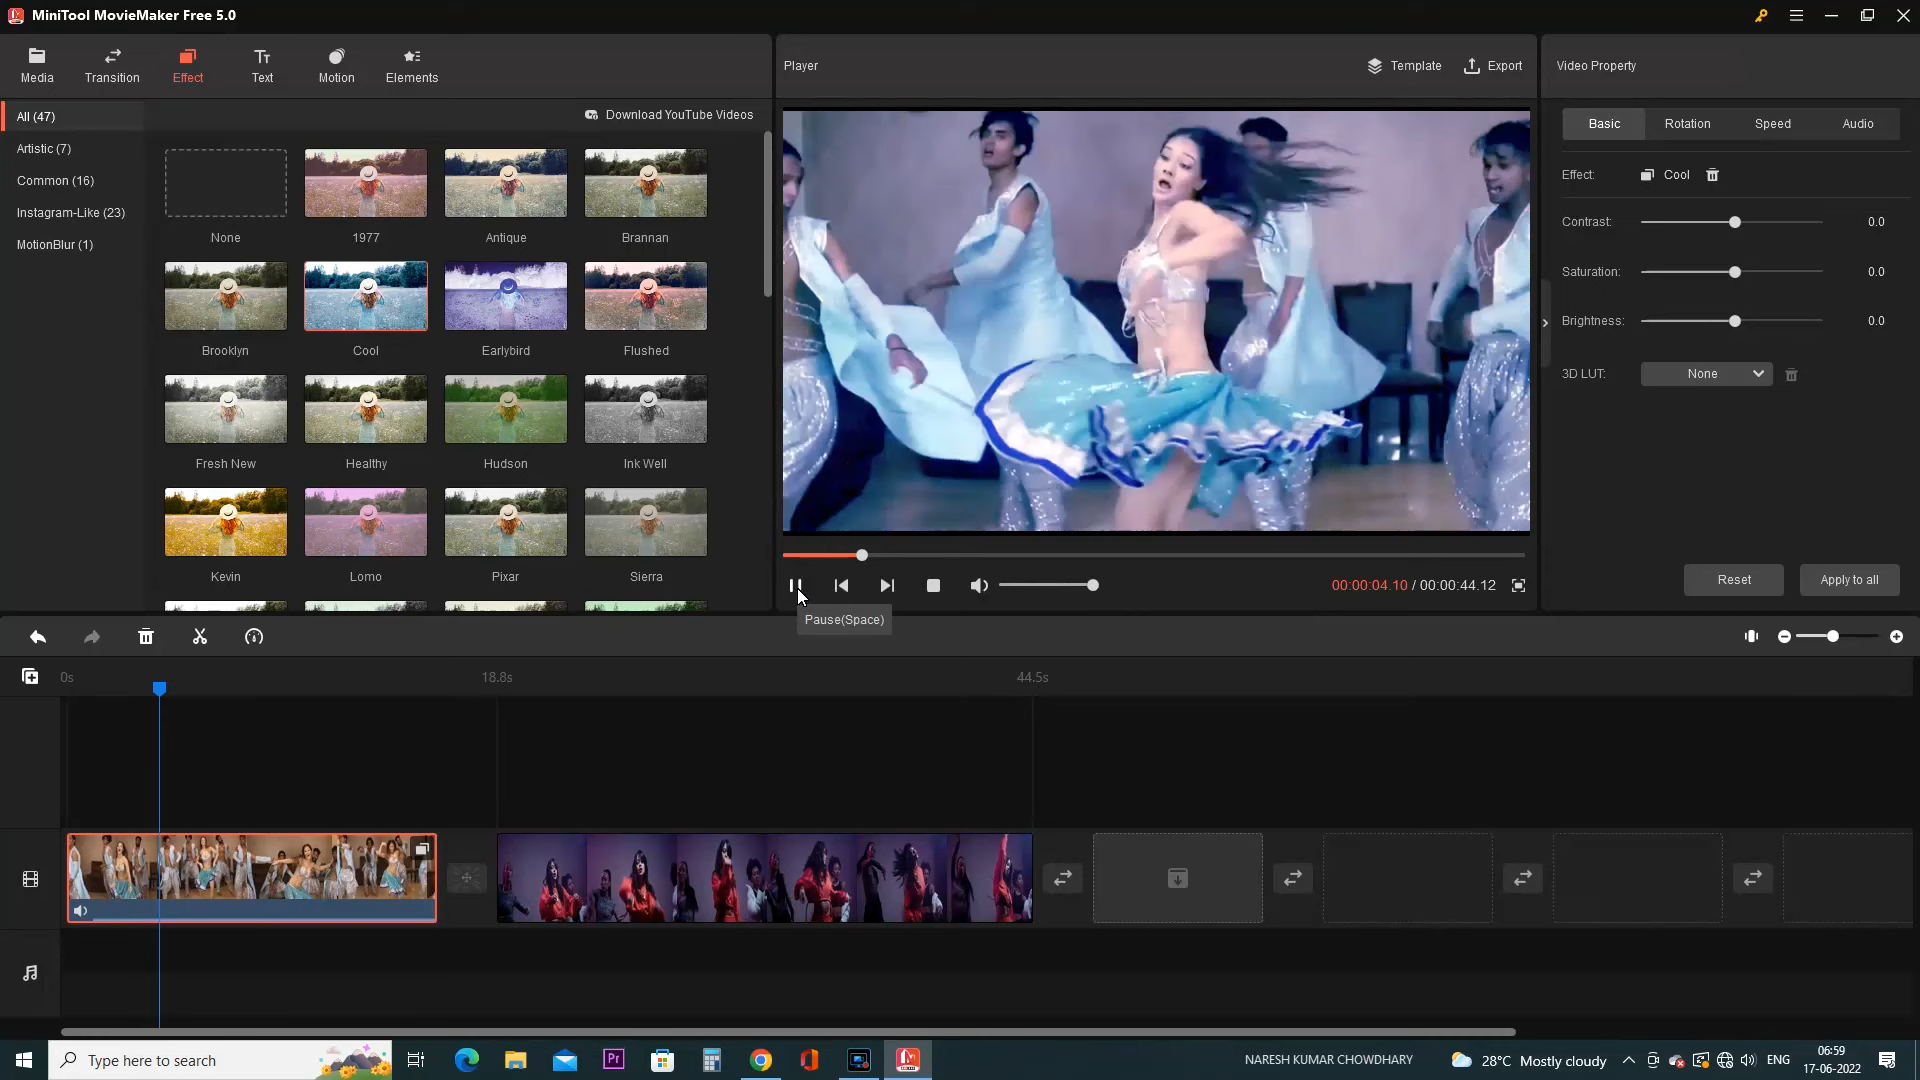 MiniTool MovieMaker Free 5.0
Media
Transition
Effect
Text
Motion
Elements
Player
Template
Export
Video Property
All (47)
Artistic (7)
Common (16)
Instagram-Like (23)
MotionBlur (1)
Download YouTube Videos
None
1977
Antique
Brannan
Brooklyn
Cool
Earlybird
Flushed
Fresh New
Healthy
Hudson
Ink Well
Kevin
Lomo
Pixar
Sierra
Basic
Rotation
Speed
Audio
Effect:
Cool
Contrast:
0.0
Saturation:
0.0
Brightness:
0.0
3D LUT:
None
Reset
Apply to all
00:00:04.10 / 00:00:44.12
Pause(Space)
0s
18.8s
44.5s
Type here to search
Pr
NARESH KUMAR CHOWDHARY
28°C Mostly cloudy
ENG
06:59
17-06-2022